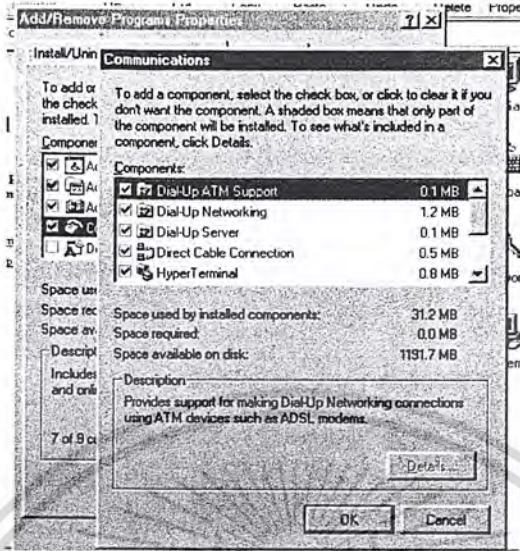 Add/Remove Programs Properties
Install/Unin
Communications
To add or
the check
installed.
Componen
To add a component, select the check box, or click to clear it if you
don't want the component. A shaded box means that only part of
the component will be installed. To see what's included in a
component, click Details.
Components:
Dial-Up ATM Support 0.1 MB
Dial-Up Networking 1.2 MB
Dial-Up Server 0.1 MB
Direct Cable Connection 0.5 MB
HyperTerminal 0.8 MB
Space us
Space req
Space av
Space used by installed components: 31.2 MB
Space required: 0.0 MB
Space available on disk: 1191.7 MB
Descript
Includes
and onli
7 of 9 co
Description
Provides support for making Dial-Up Networking connections
using ATM devices such as ADSL modems.
Details...
OK
Cancel